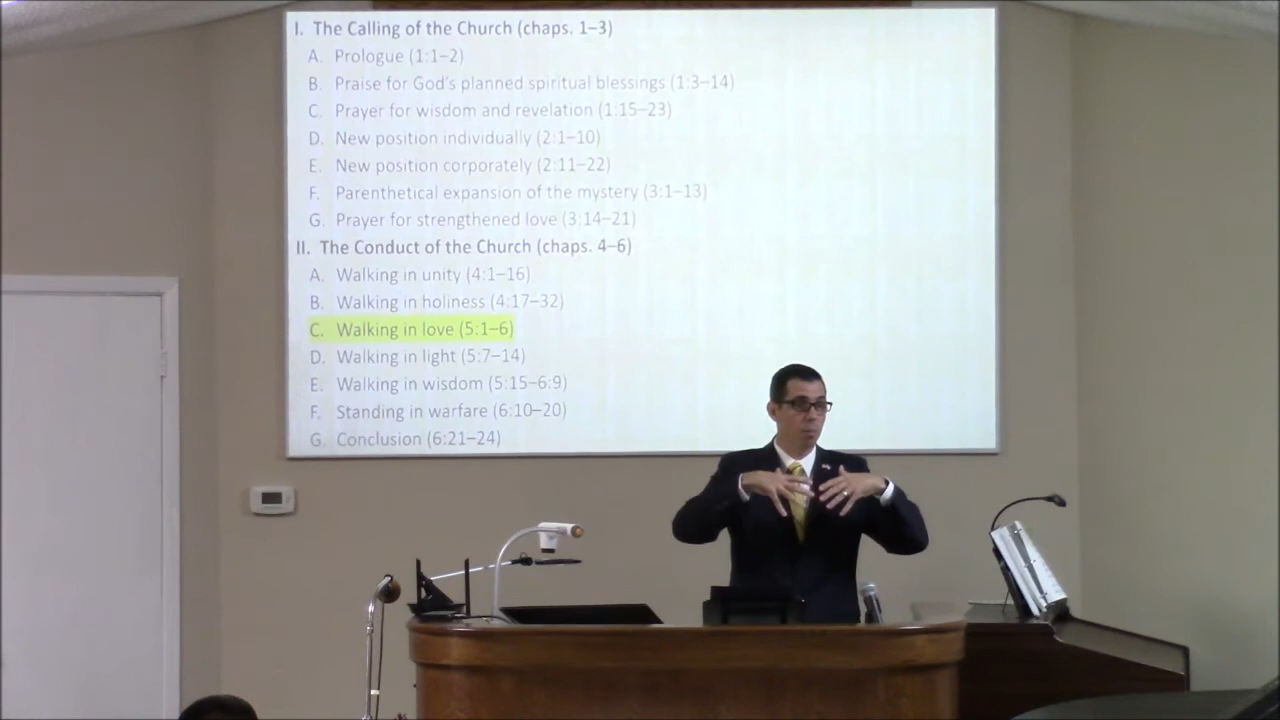 I. The Calling of the Church (chaps. 1–3)
A. Prologue (1:1–2)
B. Praise for God's planned spiritual blessings (1:3–14)
C. Prayer for wisdom and revelation (1:15–23)
D. New position individually (2:1–10)
E. New position corporately (2:11–22)
F. Parenthetical expansion of the mystery (3:1–13)
G. Prayer for strengthened love (3:14–21)
II. The Conduct of the Church (chaps. 4–6)
A. Walking in unity (4:1–16)
B. Walking in holiness (4:17–32)
C. Walking in love (5:1–6)
D. Walking in light (5:7–14)
E. Walking in wisdom (5:15–6:9)
F. Standing in warfare (6:10–20)
G. Conclusion (6:21–24)